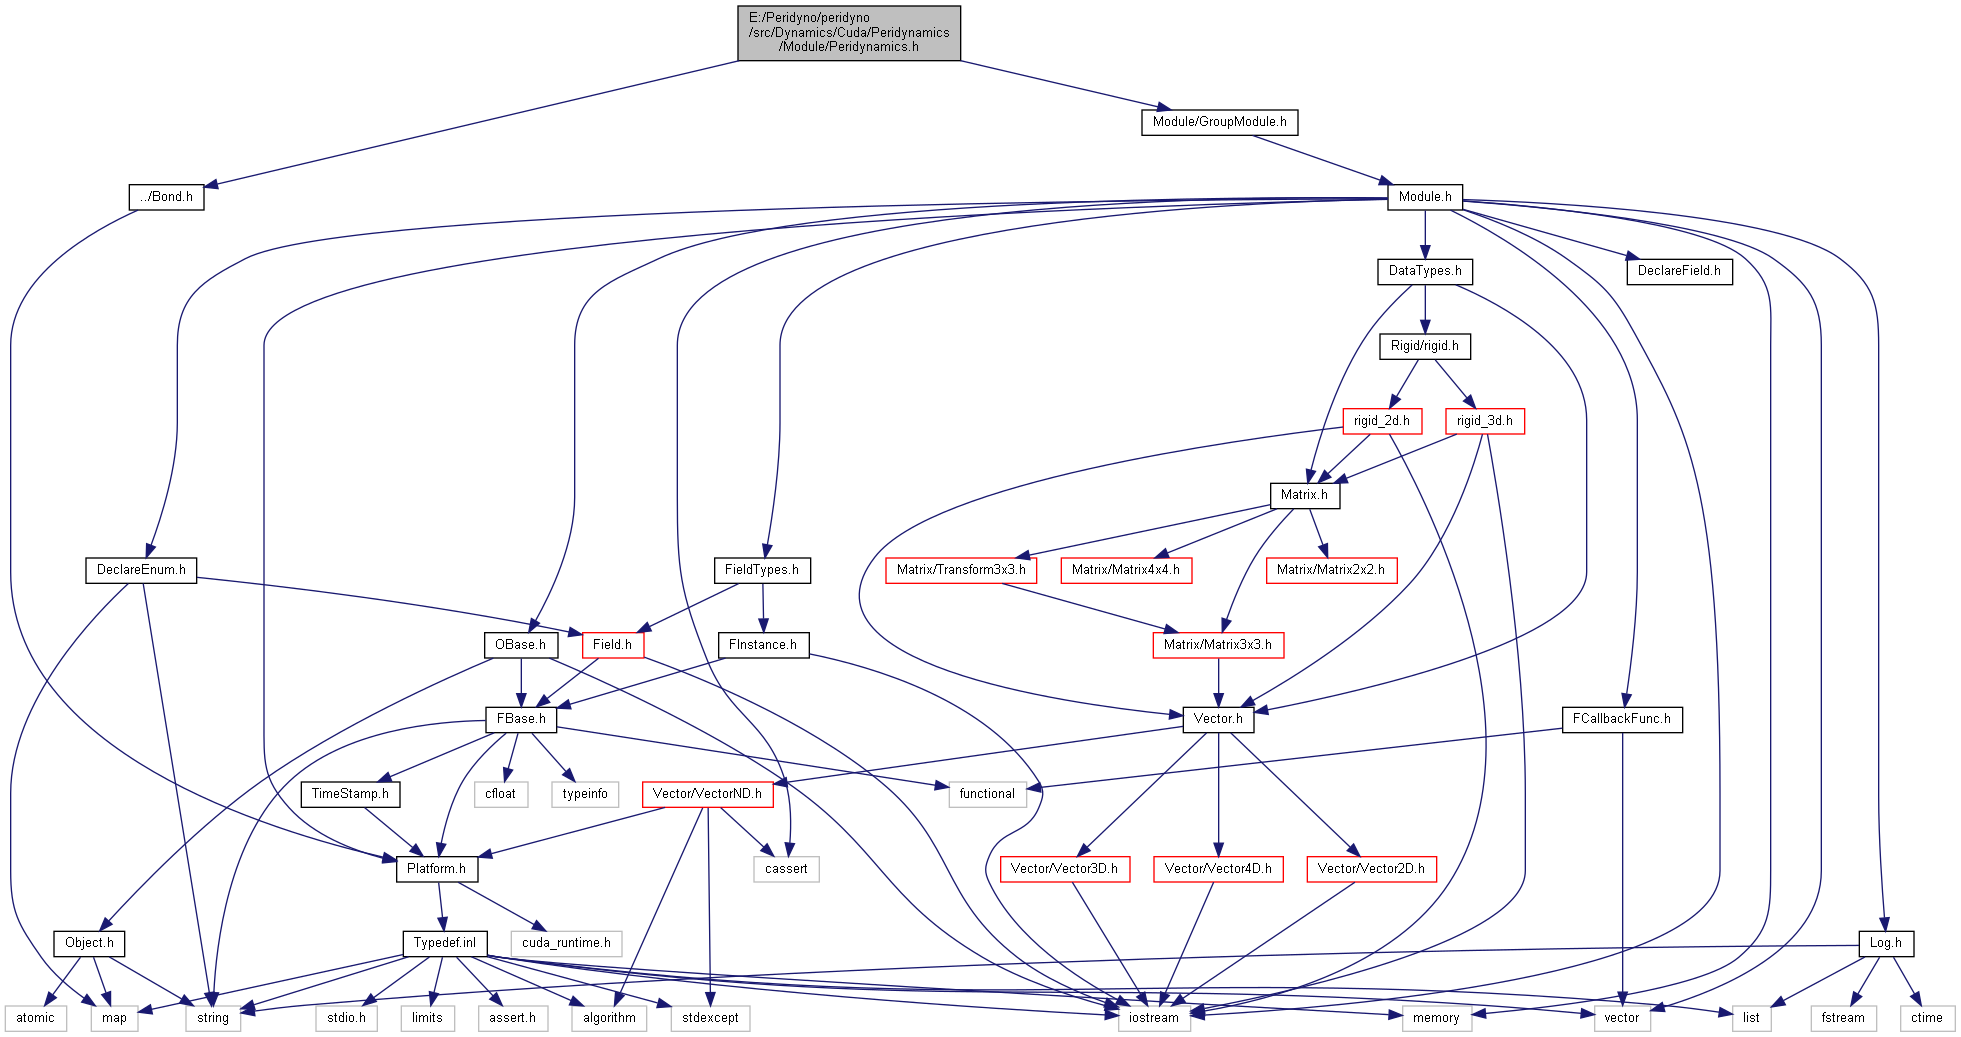 E:/Peridyno/peridyno
/src/Dynamics/Cuda/Peridynamics
/Module/Peridynamics.h
Module/GroupModule.h
../Bond.h
Module.h
DataTypes.h
DeclareField.h
Rigid/rigid.h
rigid_2d.h
rigid_3d.h
Matrix.h
DeclareEnum.h
FieldTypes.h
Matrix/Transform3x3.h
Matrix/Matrix4x4.h
Matrix/Matrix2x2.h
OBase.h
Field.h
FInstance.h
Matrix/Matrix3x3.h
FBase.h
Vector.h
FCallbackFunc.h
TimeStamp.h
cfloat
typeinfo
Vector/VectorND.h
functional
Platform.h
cassert
Vector/Vector3D.h
Vector/Vector4D.h
Vector/Vector2D.h
Object.h
Typedef.inl
cuda_runtime.h
Log.h
atomic
map
string
stdio.h
limits
assert.h
algorithm
stdexcept
iostream
memory
vector
list
fstream
ctime